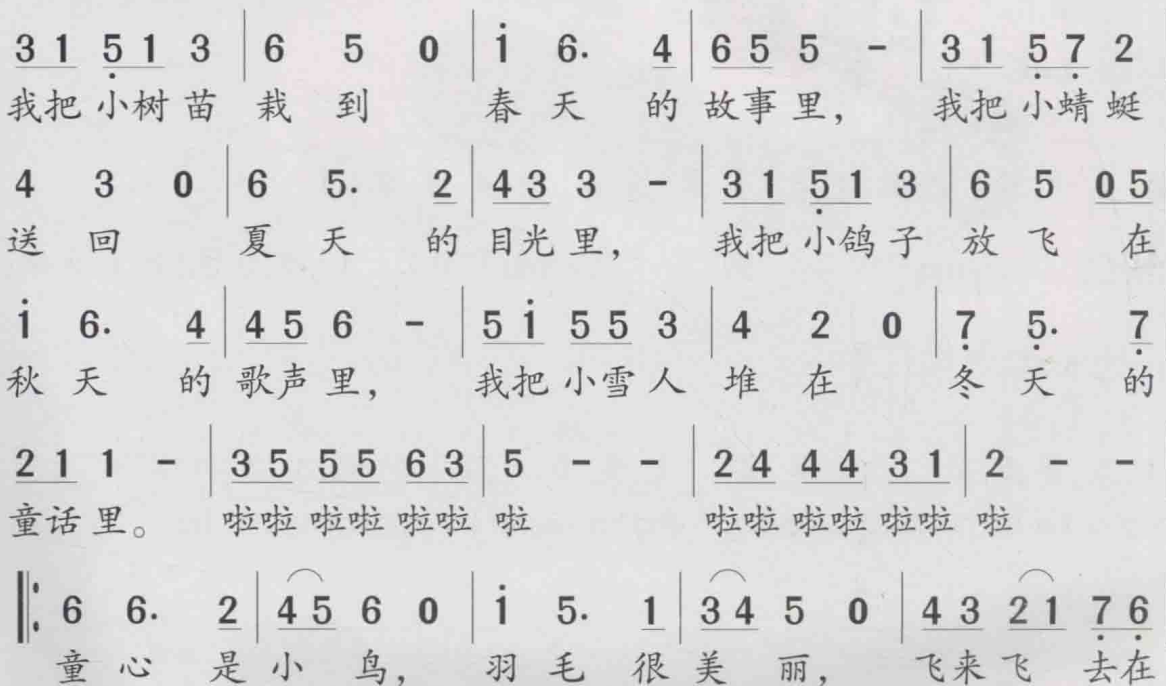 3 1 5̣ 1 3 | 6 5 0 | i̇ 6. 4 | 6 5 5 - | 3 1 5̣ 7̣ 2
我把 小树 苗 栽 到 春 天 的 故事 里， 我把 小蜻 蜓
4 3 0 | 6 5. 2 | 4 3 3 - | 3 1 5̣ 1 3 | 6 5 0 5
送 回 夏 天 的 目光 里， 我把 小鸽 子 放 飞 在
i̇ 6. 4 | 4 5 6 - | 5 i̇ 5 5 3 | 4 2 0 | 7̣ 5̣. 7̣
秋 天 的 歌声 里， 我把 小雪 人 堆 在 冬 天 的
2 1 1 - | 3 5 5 5 6 3 | 5 - - | 2 4 4 4 3 1 | 2 - -
童话 里。 啦啦 啦啦 啦啦 啦 啦啦 啦啦 啦啦 啦
‖: 6 6. 2 | 4 5 6 0 | i̇ 5. 1 | 3 4 5 0 | 4 3 2 1 7̣ 6̣
童 心 是 小 鸟， 羽 毛 很 美 丽， 飞来 飞 去在